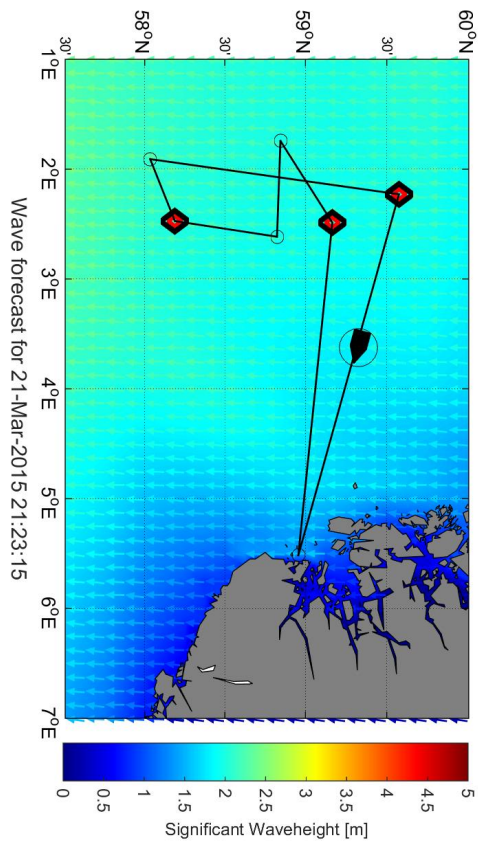 60°N
30'
59°N
30'
58°N
30'
1°E
2°E
3°E
4°E
5°E
6°E
7°E
Wave forecast for 21-Mar-2015 21:23:15
0
0.5
1
1.5
2
2.5
3
3.5
4
4.5
5
Significant Waveheight [m]